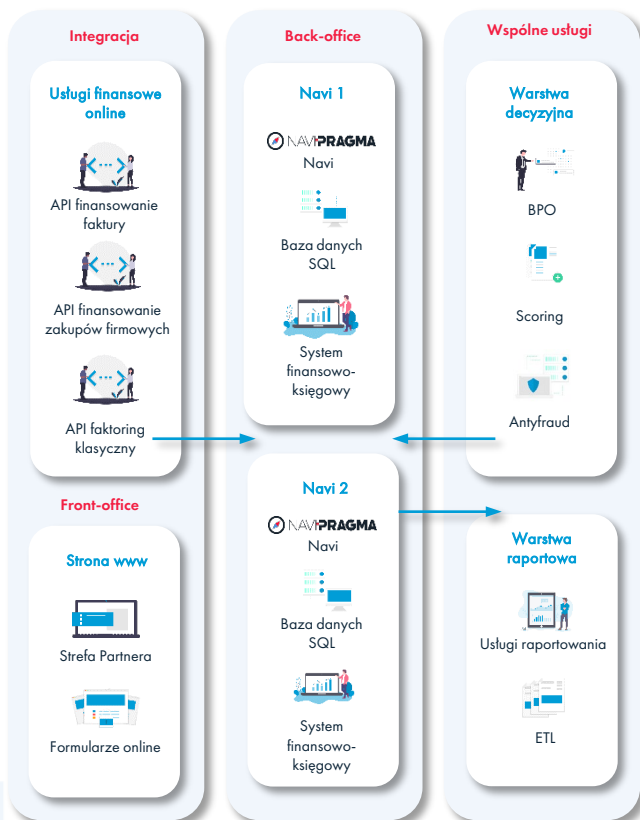 Integracja
Usługi finansowe
online
API finansowanie
faktury
API finansowanie
zakupów firmowych
API faktoring
klasyczny
Front-office
Strona www
Strefa Partnera
Formularze online
Back-office
Navi 1
NAVIPRAGMA
Navi
Baza danych
SQL
System
finansowo-
księgowy
Navi 2
NAVIPRAGMA
Navi
Baza danych
SQL
System
finansowo-
księgowy
Wspólne usługi
Warstwa
decyzyjna
BPO
Scoring
Antyfraud
Warstwa
raportowa
Usługi raportowania
ETL